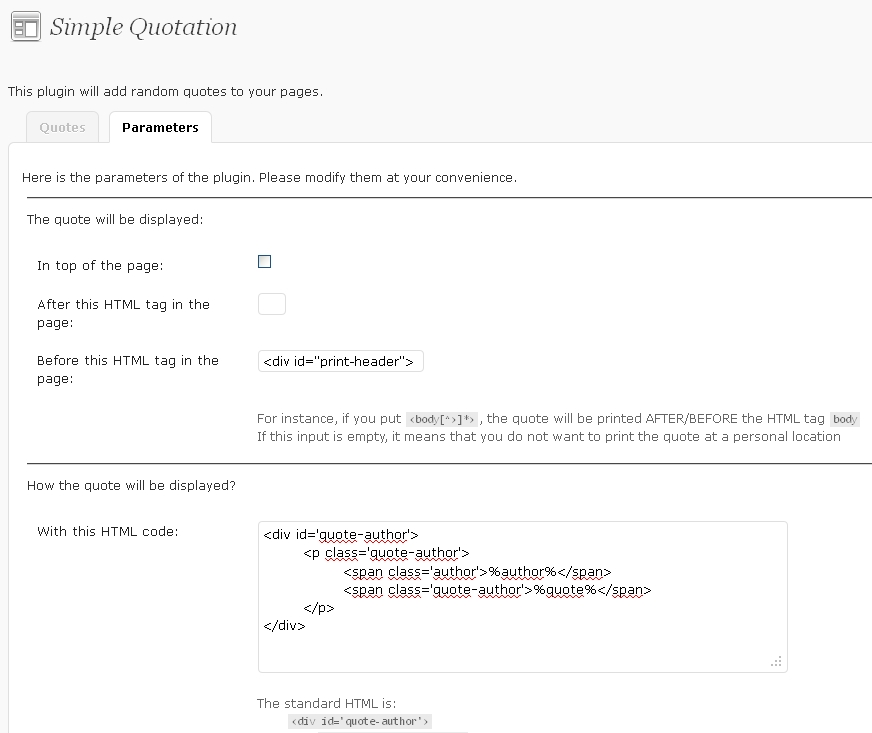 Simple Quotation
This plugin will add random quotes to your pages.
Quotes
Parameters
Here is the parameters of the plugin. Please modify them at your convenience.
The quote will be displayed:
In top of the page:
After this HTML tag in the
page:
Before this HTML tag in the
page:
<div id="print-header">
For instance, if you put <body[^>]*>, the quote will be printed AFTER/BEFORE the HTML tag body
If this input is empty, it means that you do not want to print the quote at a personal location
How the quote will be displayed?
With this HTML code:
<div id='quote-author'>
<p class='quote-author'>
<span class='author'>%author%</span>
<span class='quote-author'>%quote%</span>
</p>
</div>
The standard HTML is:
<div id='quote-author'>